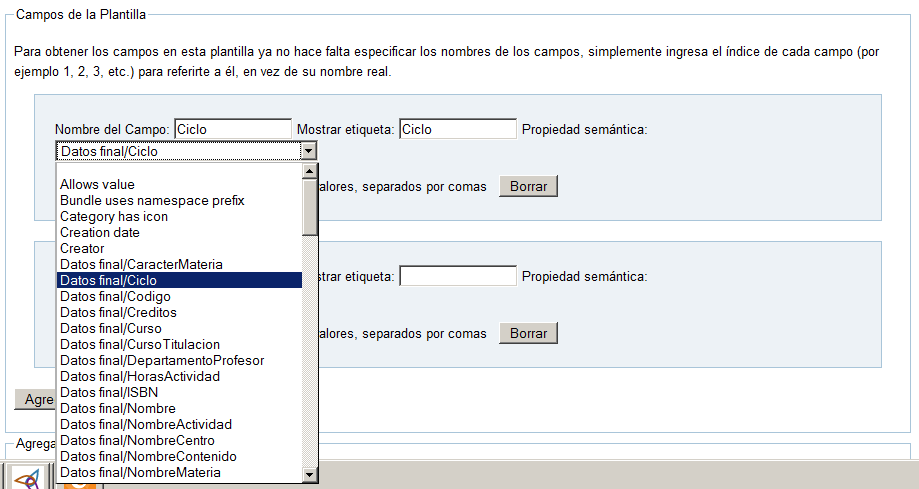 Campos de la Plantilla
Para obtener los campos en esta plantilla ya no hace falta especificar los nombres de los campos, simplemente ingresa el índice de cada campo (por
ejemplo 1, 2, 3, etc.) para referirte a él, en vez de su nombre real.
Nombre del Campo: Ciclo Mostrar etiqueta: Ciclo Propiedad semántica:
Datos final/Ciclo
Allows value
alores, separados por comas Borrar
Bundle uses namespace prefix
Category has icon
Creation date
Creator
Datos final/CaracterMateria
strar etiqueta: Propiedad semántica:
Datos final/Ciclo
Datos final/Codigo
Datos final/Creditos
Datos final/Curso
alores, separados por comas Borrar
Datos final/CursoTitulacion
Datos final/DepartamentoProfesor
Datos final/HorasActividad
Datos final/ISBN
Agre
Datos final/Nombre
Datos final/NombreActividad
Datos final/NombreCentro
Agrega
Datos final/NombreContenido
Datos final/NombreMateria